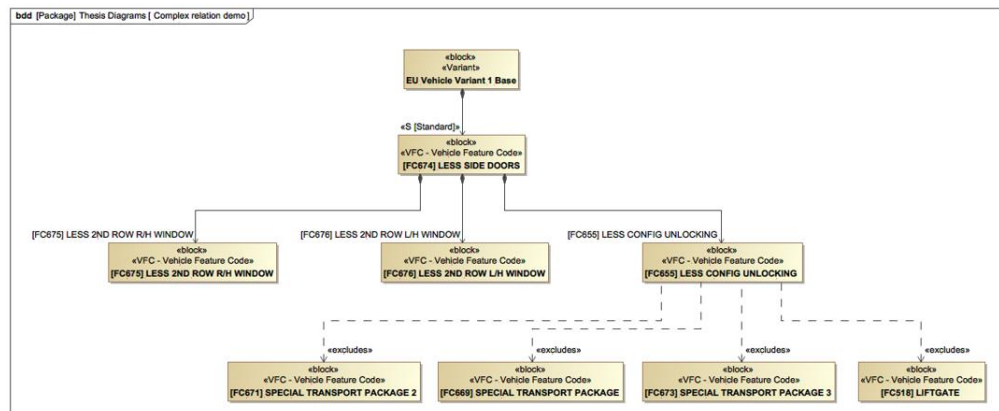 bdd [Package] Thesis Diagrams [ Complex relation demo ]
«block»
«Variant»
EU Vehicle Variant 1 Base
«S [Standard]»
«block»
«VFC - Vehicle Feature Code»
[FC674] LESS SIDE DOORS
[FC675] LESS 2ND ROW R/H WINDOW
[FC676] LESS 2ND ROW L/H WINDOW
[FC655] LESS CONFIG UNLOCKING
«block»
«VFC - Vehicle Feature Code»
[FC675] LESS 2ND ROW R/H WINDOW
«block»
«VFC - Vehicle Feature Code»
[FC676] LESS 2ND ROW L/H WINDOW
«block»
«VFC - Vehicle Feature Code»
[FC655] LESS CONFIG UNLOCKING
«excludes»
«excludes»
«excludes»
«excludes»
«block»
«VFC - Vehicle Feature Code»
[FC671] SPECIAL TRANSPORT PACKAGE 2
«block»
«VFC - Vehicle Feature Code»
[FC669] SPECIAL TRANSPORT PACKAGE
«block»
«VFC - Vehicle Feature Code»
[FC673] SPECIAL TRANSPORT PACKAGE 3
«block»
«VFC - Vehicle Feature Code»
[FC518] LIFTGATE